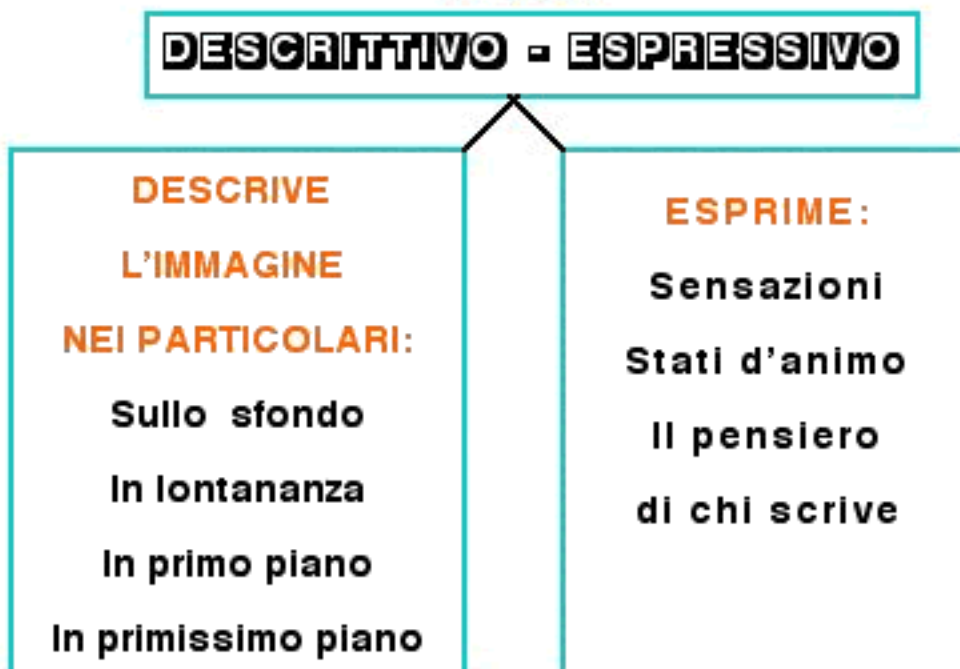 DESCRITTIVO - ESPRESSIVO
DESCRIVE
L'IMMAGINE
NEI PARTICOLARI:
Sullo sfondo
In lontananza
In primo piano
In primissimo piano
ESPRIME:
Sensazioni
Stati d'animo
Il pensiero
di chi scrive